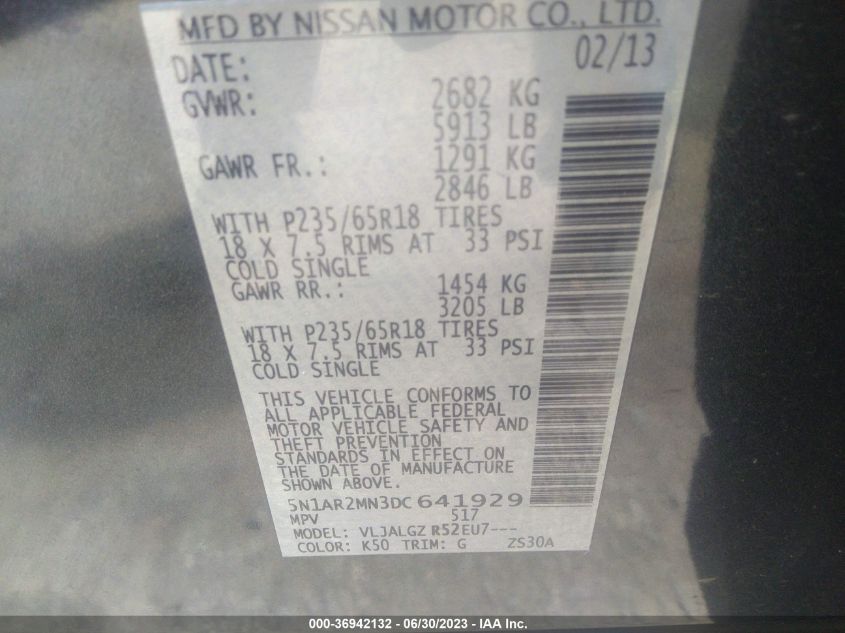 MFD BY NISSAN MOTOR CO., LTD.
DATE: 02/13
GVWR: 2682 KG
5913 LB
GAWR FR.: 1291 KG
2846 LB
WITH P235/65R18 TIRES
18 X 7.5 RIMS AT 33 PSI
COLD SINGLE
GAWR RR.: 1454 KG
3205 LB
WITH P235/65R18 TIRES
18 X 7.5 RIMS AT 33 PSI
COLD SINGLE
THIS VEHICLE CONFORMS TO
ALL APPLICABLE FEDERAL
MOTOR VEHICLE SAFETY AND
THEFT PREVENTION
STANDARDS IN EFFECT ON
THE DATE OF MANUFACTURE
SHOWN ABOVE.
5N1AR2MN3DC 641929
MPV 517
MODEL: VLJALGZ R52EU7---
COLOR: K50 TRIM: G ZS30A
000-36942132 - 06/30/2023 - IAA Inc.